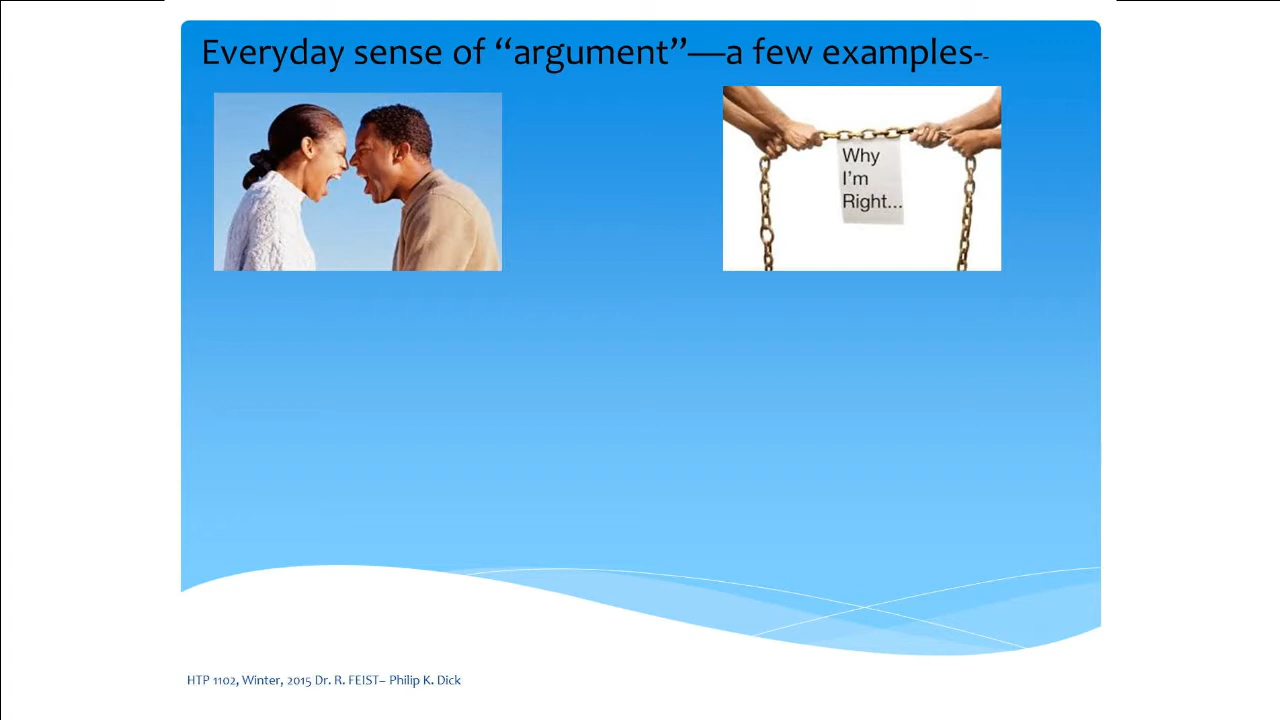 Everyday sense of “argument”—a few examples--
Why
I’m
Right...
HTP 1102, Winter, 2015 Dr. R. FEIST– Philip K. Dick